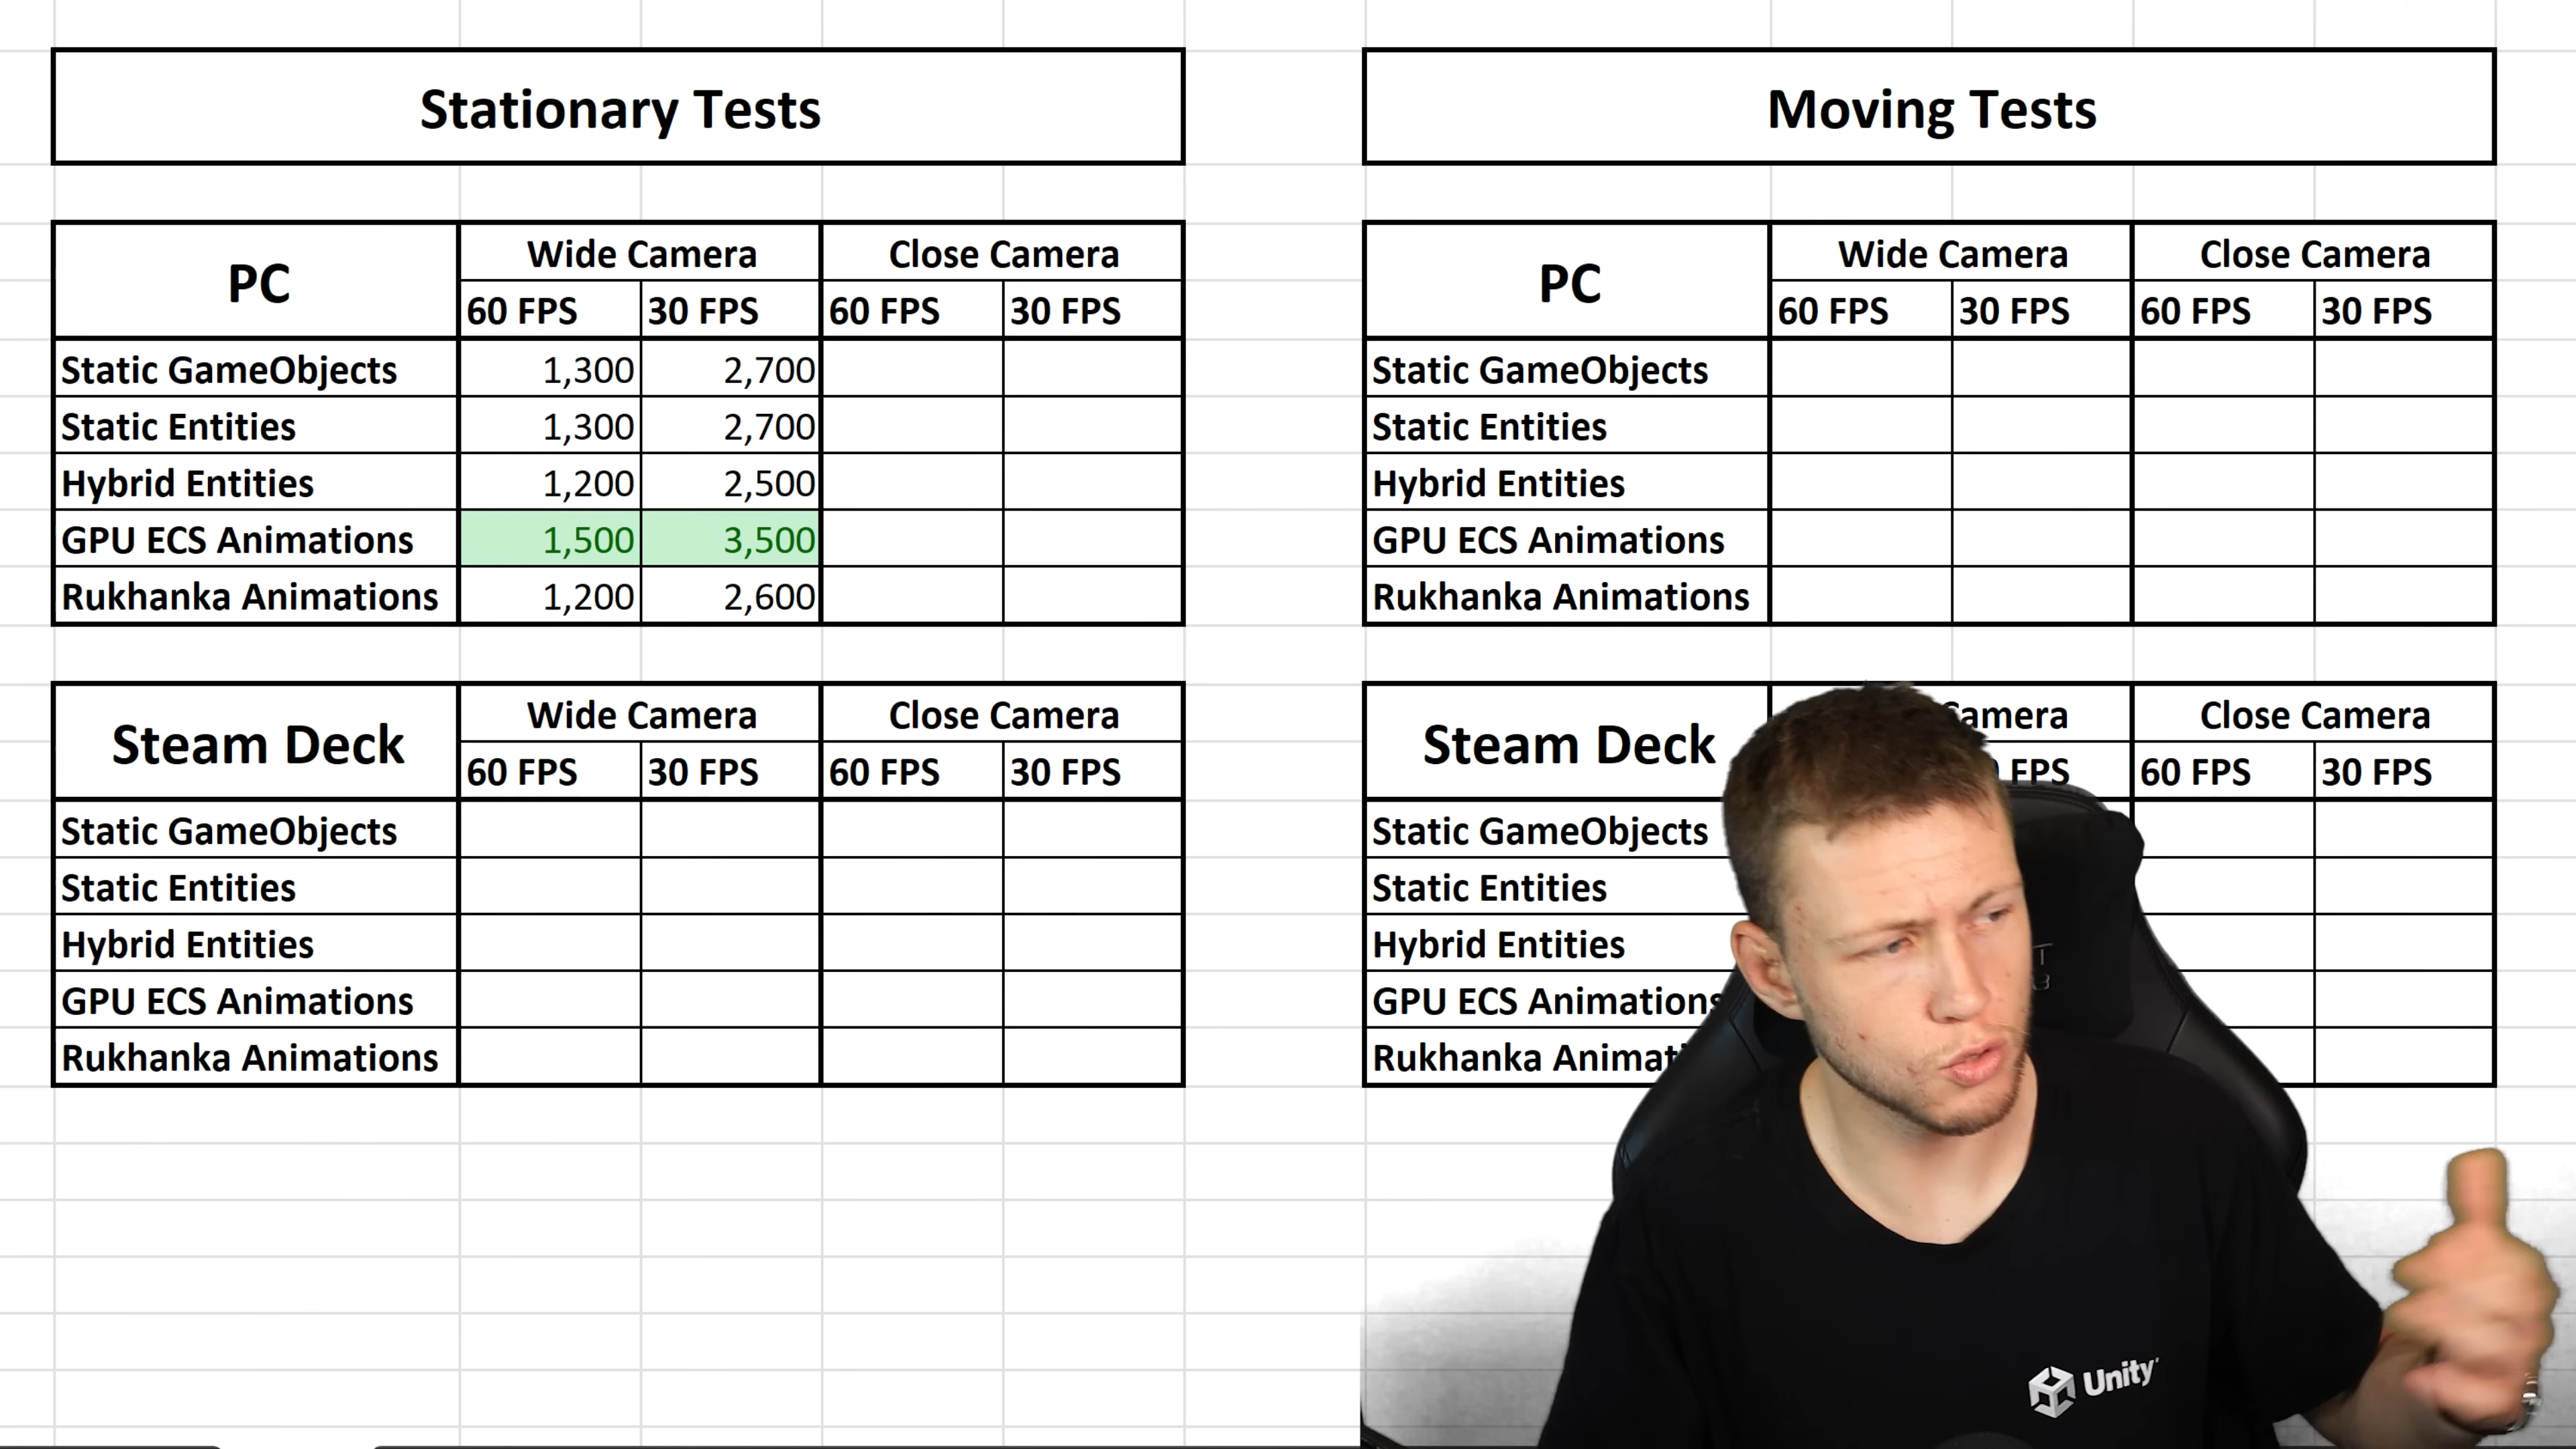 Stationary Tests
Moving Tests
PC Wide Camera Close Camera
60 FPS 30 FPS 60 FPS 30 FPS
Static GameObjects 1,300 2,700
Static Entities 1,300 2,700
Hybrid Entities 1,200 2,500
GPU ECS Animations 1,500 3,500
Rukhanka Animations 1,200 2,600
PC Wide Camera Close Camera
60 FPS 30 FPS 60 FPS 30 FPS
Static GameObjects
Static Entities
Hybrid Entities
GPU ECS Animations
Rukhanka Animations
Steam Deck Wide Camera Close Camera
60 FPS 30 FPS 60 FPS 30 FPS
Static GameObjects
Static Entities
Hybrid Entities
GPU ECS Animations
Rukhanka Animations
Steam Deck Close Camera
FPS 60 FPS 30 FPS
Static GameObjects
Static Entities
Hybrid Entities
GPU ECS Animations
Rukhanka
Unity